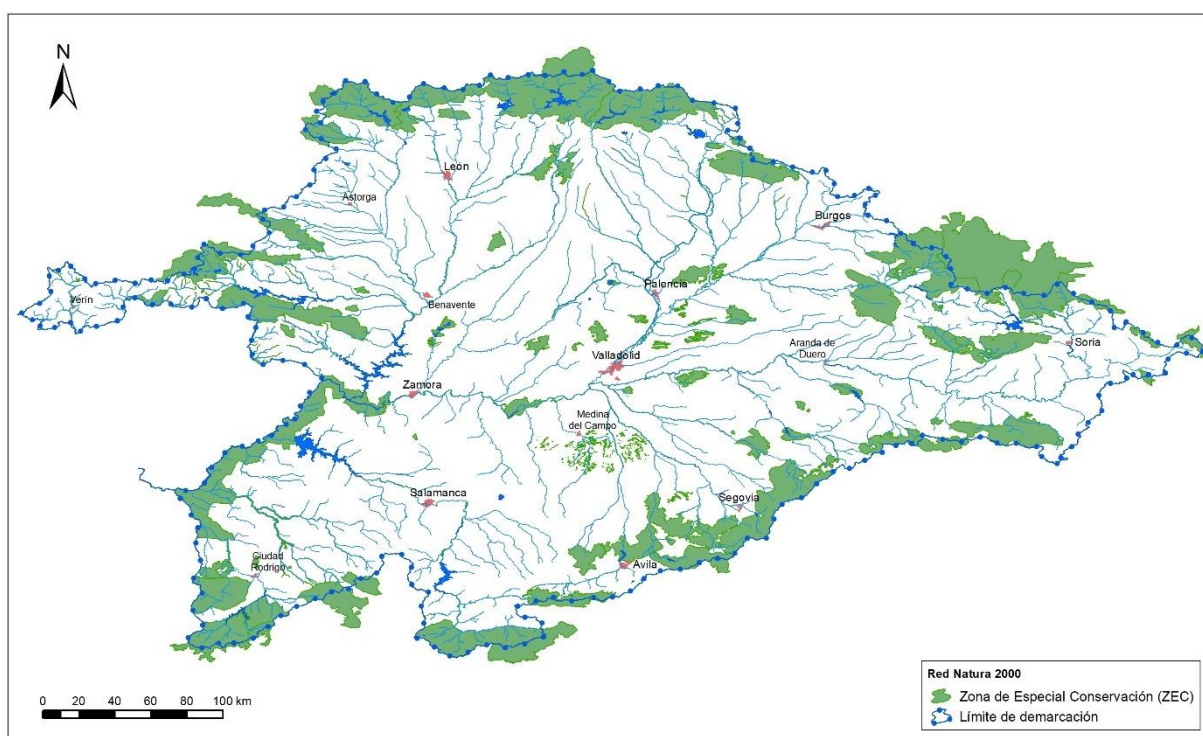 N
León
Astorga
Burgos
Verín
Benavente
Palencia
Soria
Aranda de
Duero
Valladolid
Zamora
Medina
del Campo
Salamanca
Segovia
Ciudad
Rodrigo
Ávila
0 20 40 60 80 100 km
Red Natura 2000
Zona de Especial Conservación (ZEC)
Límite de demarcación